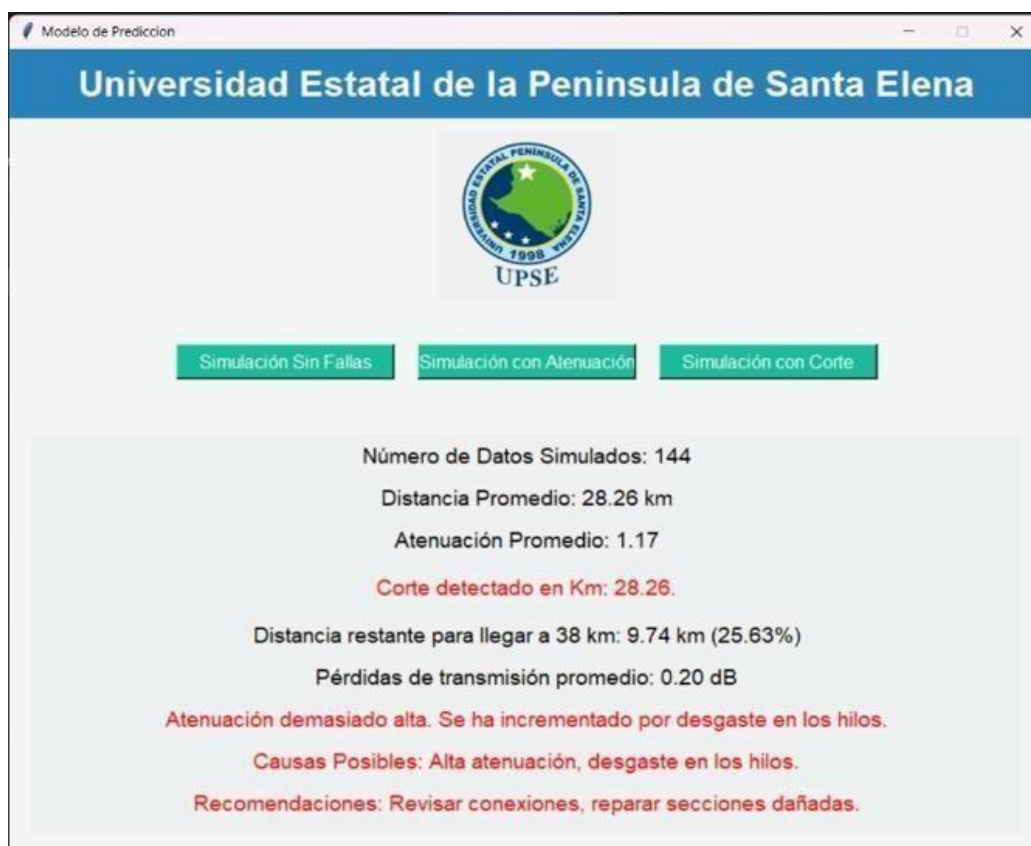 Modelo de Prediccion
Universidad Estatal de la Peninsula de Santa Elena
UNIVERSIDAD ESTATAL PENINSULA DE SANTA ELENA
1998
UPSE
Simulación Sin Fallas
Simulación con Atenuación
Simulación con Corte
Número de Datos Simulados: 144
Distancia Promedio: 28.26 km
Atenuación Promedio: 1.17
Corte detectado en Km: 28.26.
Distancia restante para llegar a 38 km: 9.74 km (25.63%)
Pérdidas de transmisión promedio: 0.20 dB
Atenuación demasiado alta. Se ha incrementado por desgaste en los hilos.
Causas Posibles: Alta atenuación, desgaste en los hilos.
Recomendaciones: Revisar conexiones, reparar secciones dañadas.